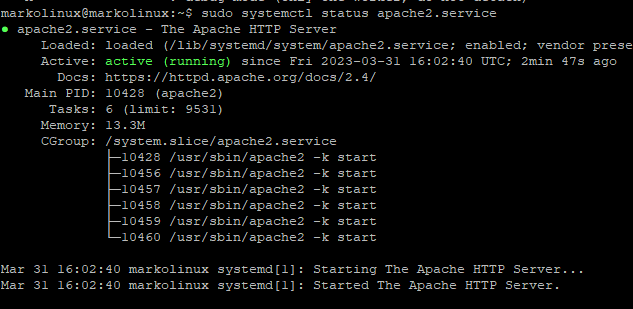 markolinux@markolinux:~$ sudo systemctl status apache2.service
● apache2.service - The Apache HTTP Server
Loaded: loaded (/lib/systemd/system/apache2.service; enabled; vendor prese
Active: active (running) since Fri 2023-03-31 16:02:40 UTC; 2min 47s ago
Docs: https://httpd.apache.org/docs/2.4/
Main PID: 10428 (apache2)
Tasks: 6 (limit: 9531)
Memory: 13.3M
CGroup: /system.slice/apache2.service
├─10428 /usr/sbin/apache2 -k start
├─10456 /usr/sbin/apache2 -k start
├─10457 /usr/sbin/apache2 -k start
├─10458 /usr/sbin/apache2 -k start
├─10459 /usr/sbin/apache2 -k start
└─10460 /usr/sbin/apache2 -k start
Mar 31 16:02:40 markolinux systemd[1]: Starting The Apache HTTP Server...
Mar 31 16:02:40 markolinux systemd[1]: Started The Apache HTTP Server.